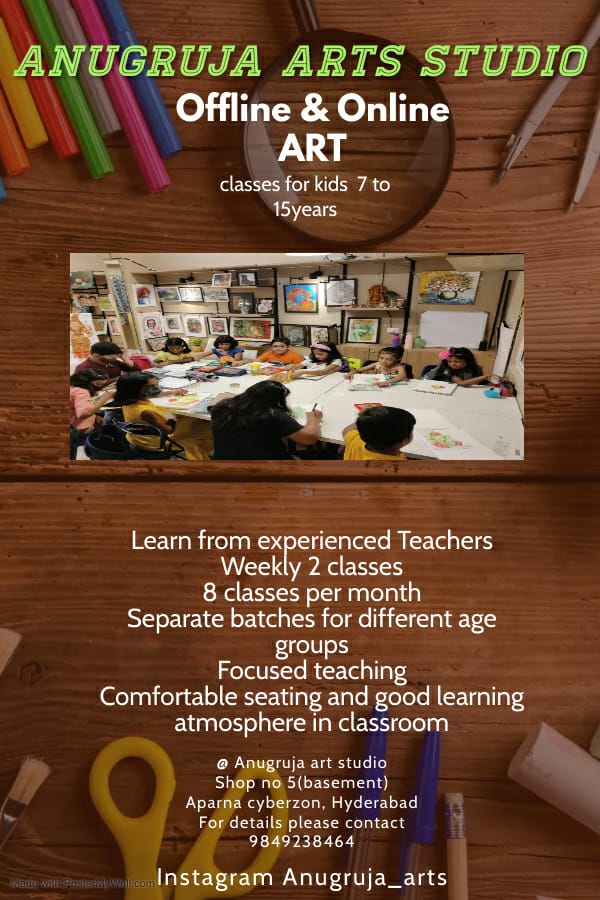 ANUGRUJA ARTS STUDIO
Offline & Online
ART
classes for kids 7 to
15years
Learn from experienced Teachers
Weekly 2 classes
8 classes per month
Separate batches for different age
groups
Focused teaching
Comfortable seating and good learning
atmosphere in classroom
@ Anugruja art studio
Shop no 5(basement)
Aparna cyberzon, Hyderabad
For details please contact
9849238464
Made with PosterMyWall.com
Instagram Anugruja_arts